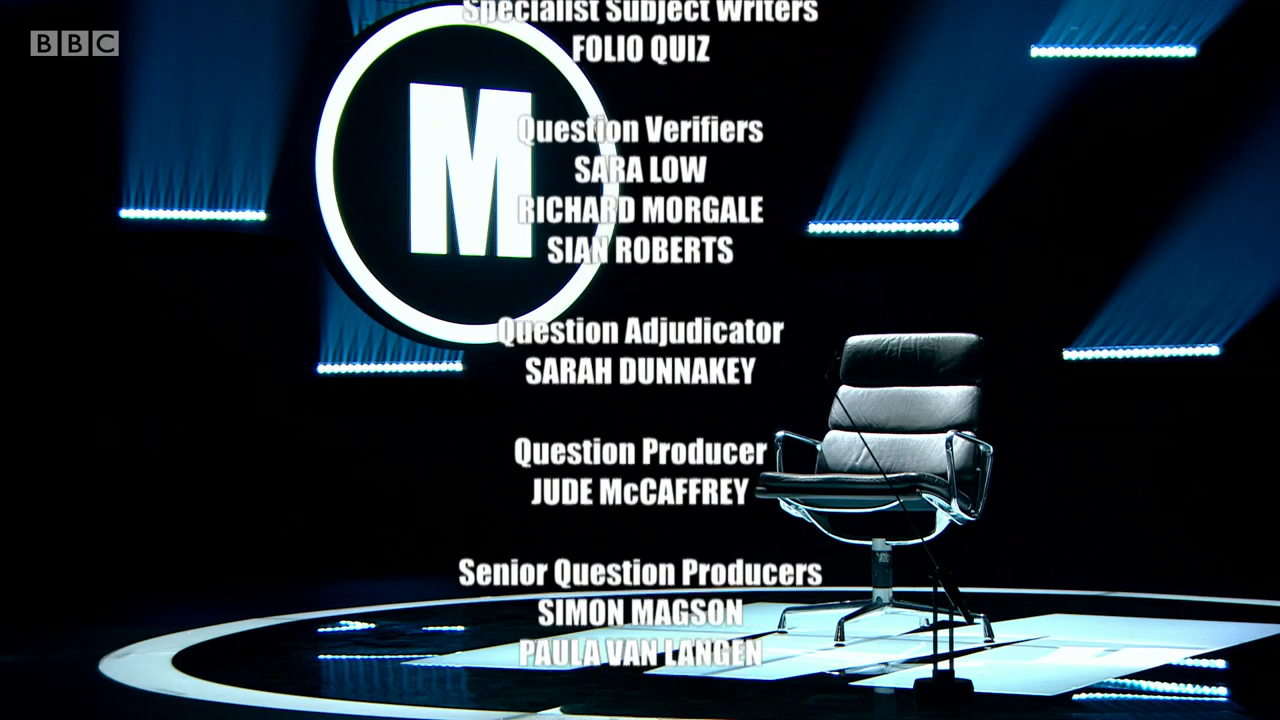 Specialist Subject Writers
FOLIO QUIZ
BBC
M
Question Verifiers
SARA LOW
RICHARD MORGALE
SIAN ROBERTS
Question Adjudicator
SARAH DUNNAKEY
Question Producer
JUDE McCAFFREY
Senior Question Producers
SIMON MAGSON
PAULA VAN LANGEN